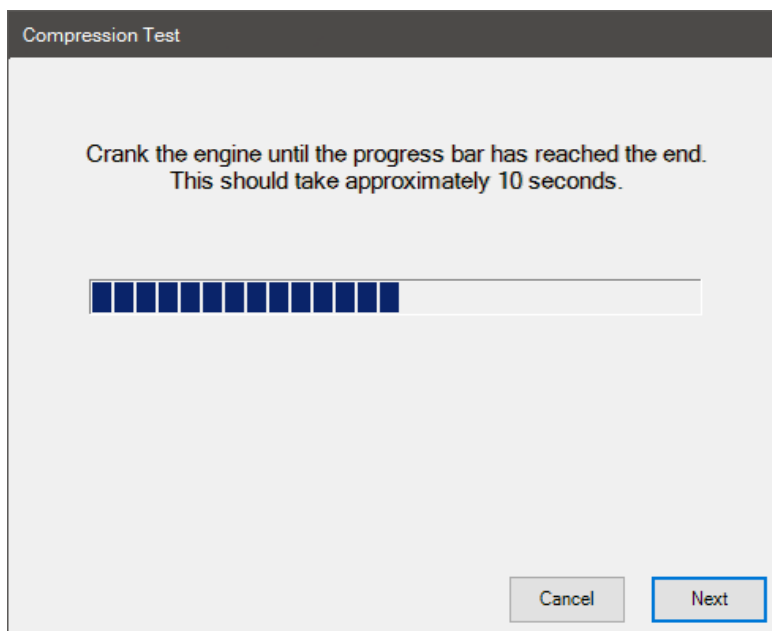 Compression Test
Crank the engine until the progress bar has reached the end.
This should take approximately 10 seconds.
Cancel
Next